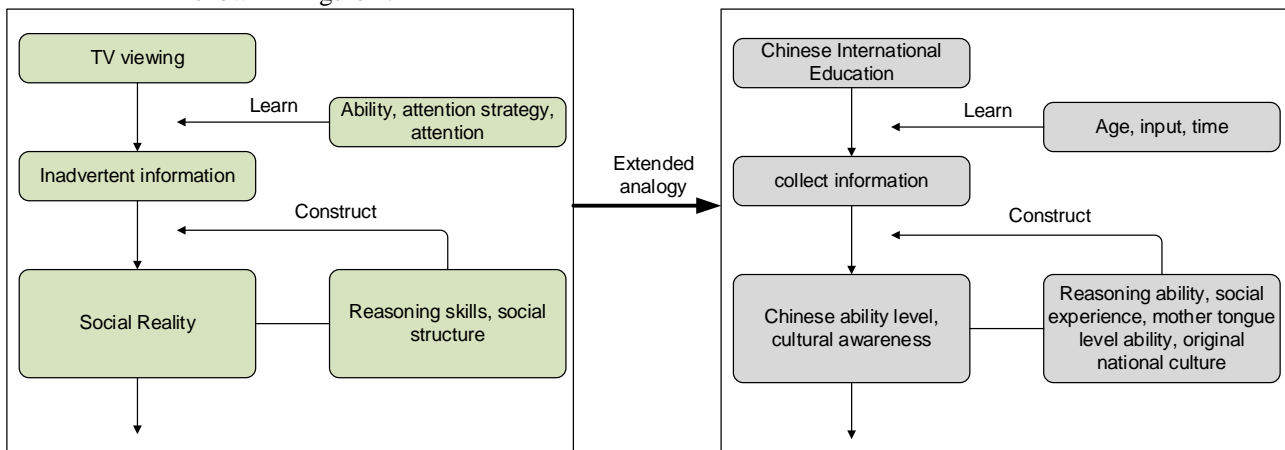 TV viewing
Learn
Ability, attention strategy,
attention
Inadvertent information
Construct
Social Reality
Reasoning skills, social
structure
Extended
analogy
Chinese International
Education
Learn
Age, input, time
collect information
Construct
Chinese ability level,
cultural awareness
Reasoning ability, social
experience, mother tongue
level ability, original
national culture